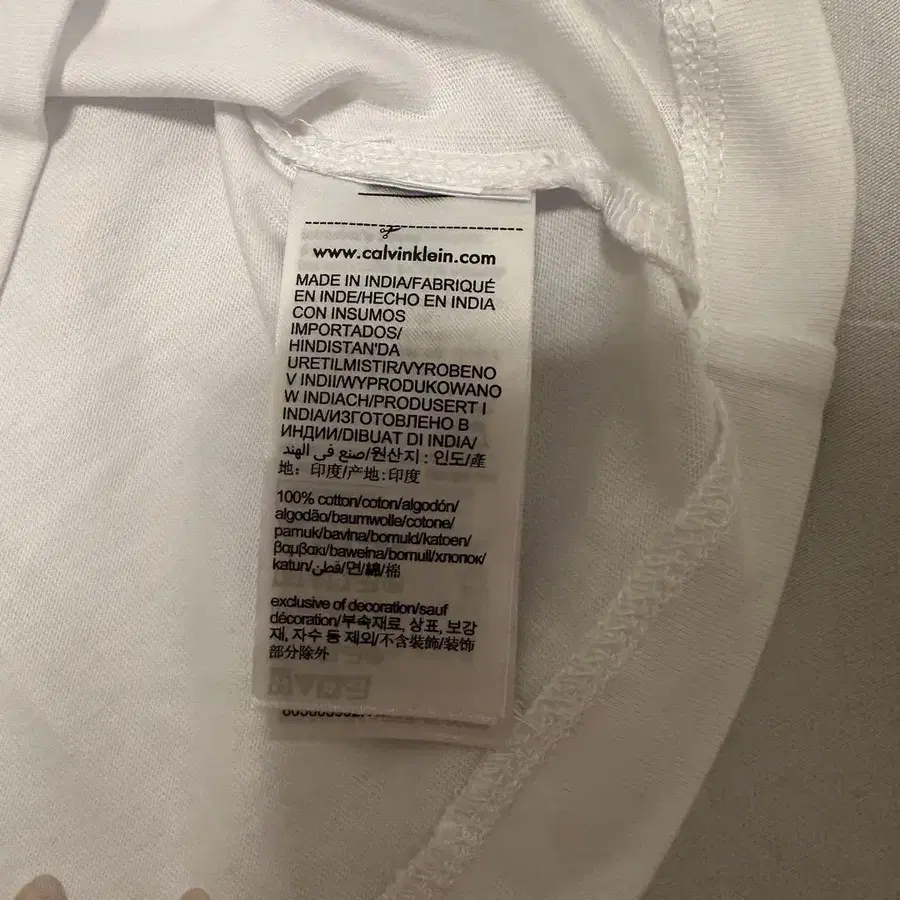 www.calvinklein.com
MADE IN INDIA/FABRIQUÉ
EN INDE/HECHO EN INDIA
CON INSUMOS
IMPORTADOS/
HINDISTAN'DA
URETILMISTIR/VYROBENO
V INDII/WYPRODUKOWANO
W INDIACH/PRODUSERT I
INDIA/ИЗГОТОВЛЕНО В
ИНДИИ/DIBUAT DI INDIA/
صنع في الهند/원산지 : 인도/產
地: 印度/产地: 印度
100% cotton/coton/algodón/
algodão/baumwolle/cotone/
pamuk/bavlna/bomuld/katoen/
βαμβακι/bawełna/bomull/хлопок/
katun/قطن/면/綿/棉
exclusive of decoration/sauf
décoration/부속재료, 상표, 보강
재, 자수 등 제외/不含裝飾/装饰
部分除外